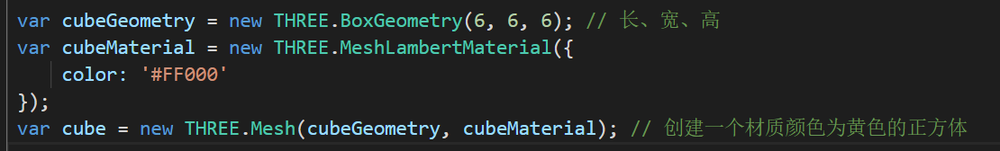 var cubeGeometry = new THREE.BoxGeometry(6, 6, 6); // 长、宽、高
var cubeMaterial = new THREE.MeshLambertMaterial({
    color: '#FF000'
});
var cube = new THREE.Mesh(cubeGeometry, cubeMaterial); // 创建一个材质颜色为黄色的正方体